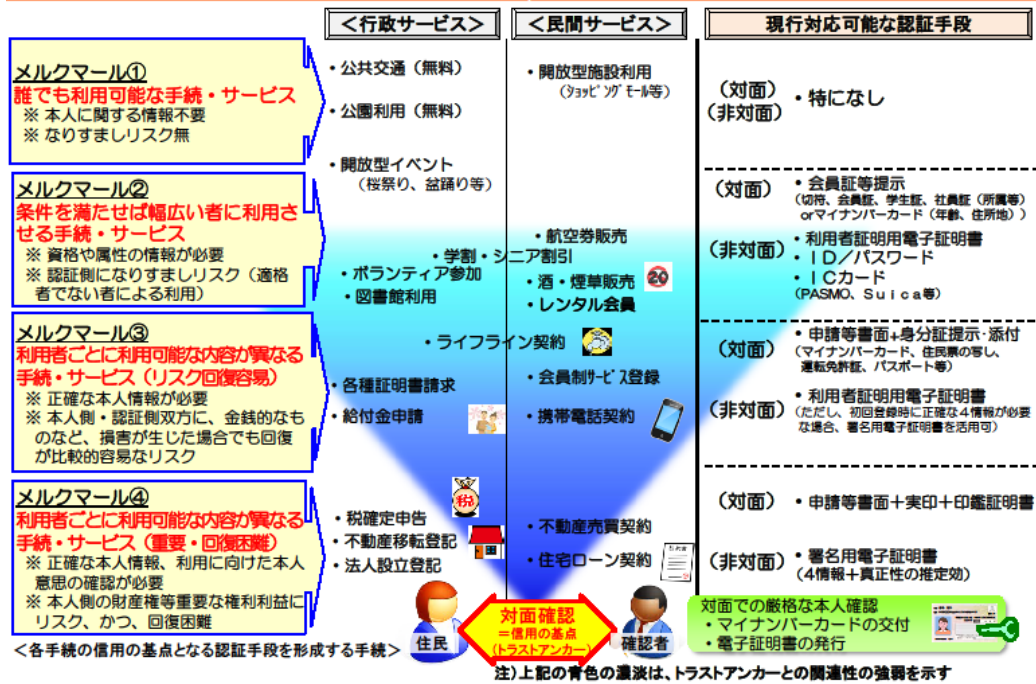 ＜行政サービス＞
＜民間サービス＞
現行対応可能な認証手段
メルクマール①
誰でも利用可能な手続・サービス
※ 本人に関する情報不要
※ なりすましリスク無
・公共交通（無料）
・公園利用（無料）
・開放型イベント
（桜祭り、盆踊り等）
・開放型施設利用
（ｼｮｯﾋﾟﾝｸﾞﾓｰﾙ等）
（対面）
（非対面）
・特になし
メルクマール②
条件を満たせば幅広い者に利用さ
せる手続・サービス
※ 資格や属性の情報が必要
※ 認証側になりすましリスク（適格
者でない者による利用）
・航空券販売
・学割・シニア割引
・ボランティア参加
・図書館利用
・酒・煙草販売
20
・レンタル会員
（対面）
・会員証等提示
（切符、会員証、学生証、社員証（所属等）
orマイナンバーカード（年齢、住所地））
（非対面）
・利用者証明用電子証明書
・ＩＤ／パスワード
・ＩＣカード
（PASMO、Ｓｕｉｃａ等）
メルクマール③
利用者ごとに利用可能な内容が異なる
手続・サービス（リスク回復容易）
※ 正確な本人情報が必要
※ 本人側・認証側双方に、金銭的なも
のなど、損害が生じた場合でも回復
が比較的容易なリスク
・ライフライン契約
・各種証明書請求
・給付金申請
・会員制ｻｰﾋﾞｽ登録
・携帯電話契約
（対面）
・申請等書面+身分証提示･添付
（マイナンバーカード、住民票の写し、
運転免許証、パスポート等）
（非対面）
・利用者証明用電子証明書
（ただし、初回登録時に正確な４情報が必要
な場合、署名用電子証明書を活用可）
メルクマール④
利用者ごとに利用可能な内容が異なる
手続・サービス（重要・回復困難）
※ 正確な本人情報、利用に向けた本人
意思の確認が必要
※ 本人側の財産権等重要な権利利益に
リスク、かつ、回復困難
税
・税確定申告
・不動産移転登記
・法人設立登記
・不動産売買契約
・住宅ローン契約
（対面）
・申請等書面＋実印＋印鑑証明書
（非対面）
・署名用電子証明書
（４情報＋真正性の推定効）
住民
対面確認
＝信用の基点
（トラストアンカー）
確認者
対面での厳格な本人確認
・マイナンバーカードの交付
・電子証明書の発行
＜各手続の信用の基点となる認証手段を形成する手続＞
注）上記の青色の濃淡は、トラストアンカーとの関連性の強弱を示す